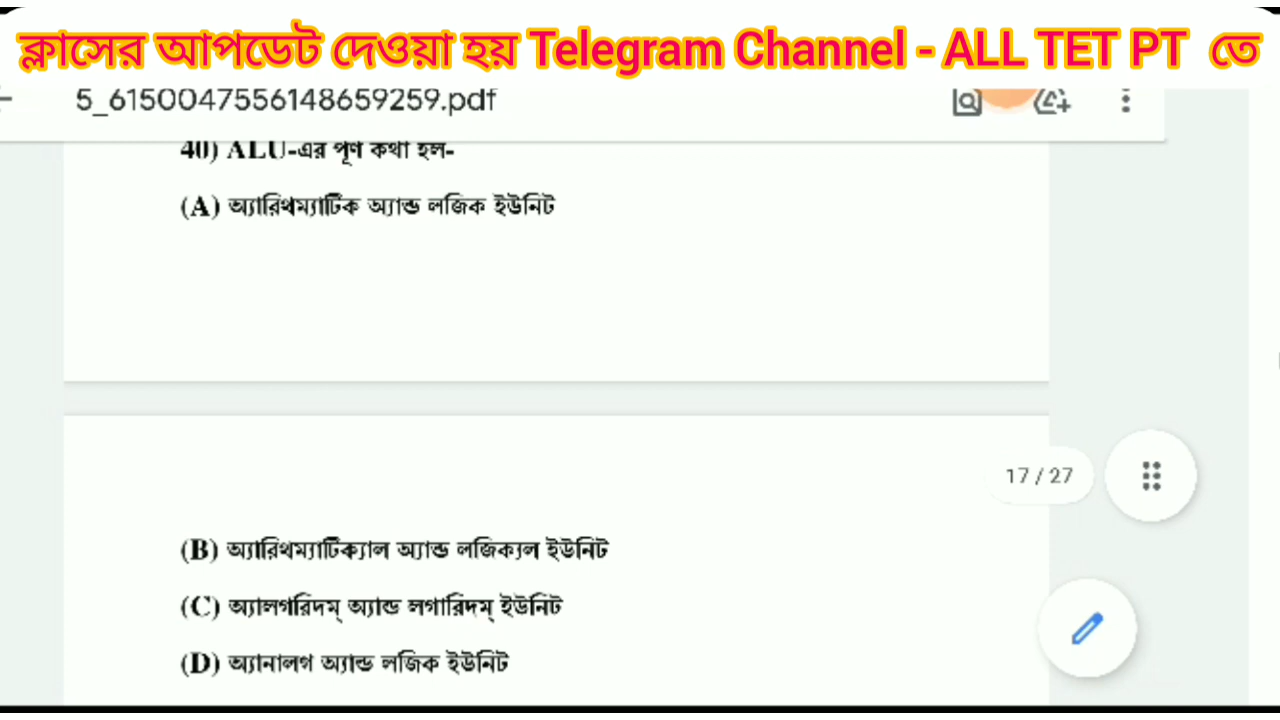 ক্লাসের আপডেট দেওয়া হয় Telegram Channel - ALL TET PT তে
5_6150047556148659259.pdf
40) ALU-এর পূর্ণ কথা হল-
(A) অ্যারিথম্যাটিক অ্যান্ড লজিক ইউনিট
17 / 27
(B) অ্যারিথম্যাটিক্যাল অ্যান্ড লজিক্যল ইউনিট
(C) অ্যালগরিদম্ অ্যান্ড লগারিদম্ ইউনিট
(D) অ্যানালগ অ্যান্ড লজিক ইউনিট